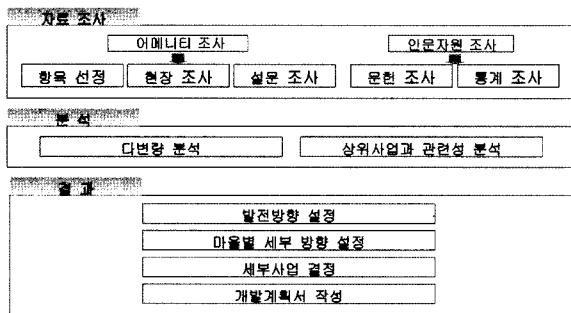 자료 조사
어메니티 조사 인문자원 조사
항목 선정 현장 조사 설문 조사 문헌 조사 통계 조사
분 석
다변량 분석 상위사업과 관련성 분석
결 과
발전방향 설정
마을별 세부 방향 설정
세부사업 결정
개발계획서 작성